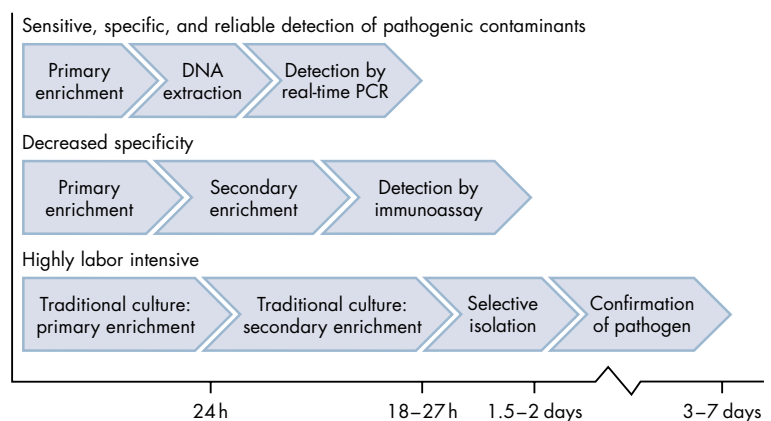 Sensitive, specific, and reliable detection of pathogenic contaminants
Primary
enrichment
DNA
extraction
Detection by
real-time PCR
Decreased specificity
Primary
enrichment
Secondary
enrichment
Detection by
immunoassay
Highly labor intensive
Traditional culture:
primary enrichment
Traditional culture:
secondary enrichment
Selective
isolation
Confirmation
of pathogen
24 h
18–27 h
1.5–2 days
3–7 days